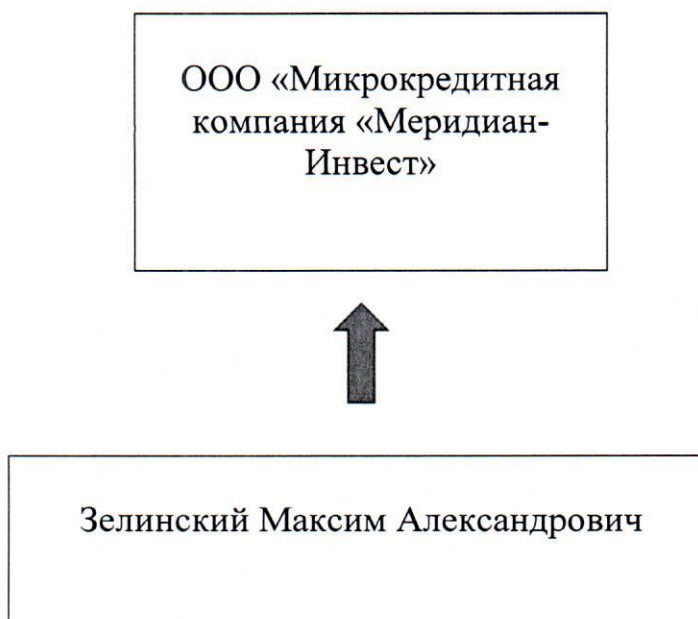 ООО «Микрокредитная
компания «Меридиан-
Инвест»
Зелинский Максим Александрович